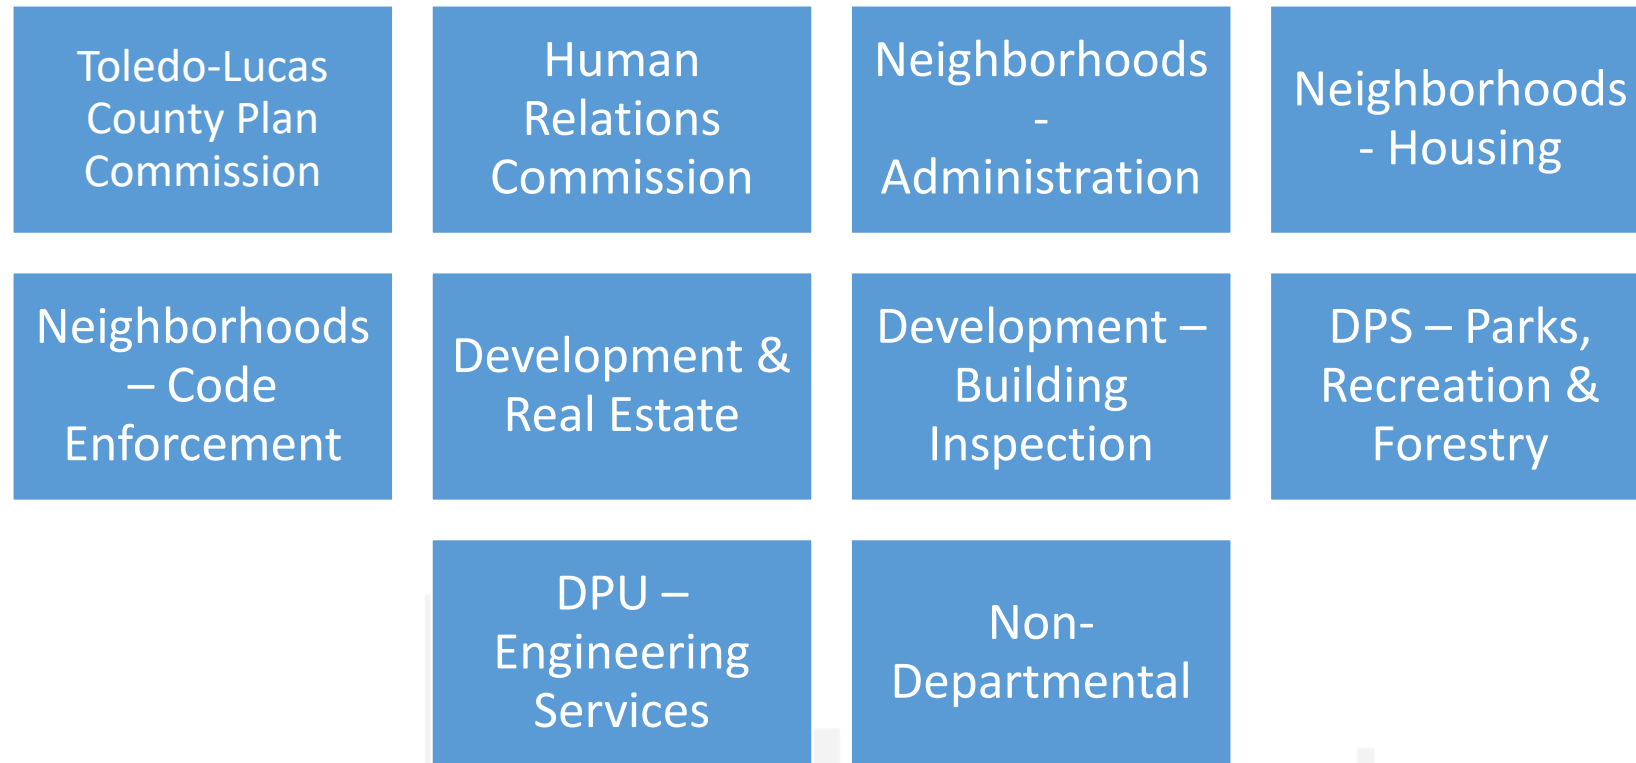 Toledo-Lucas
County Plan
Commission
Human
Relations
Commission
Neighborhoods
-
Administration
Neighborhoods
- Housing
Neighborhoods
– Code
Enforcement
Development &
Real Estate
Development –
Building
Inspection
DPS – Parks,
Recreation &
Forestry
DPU –
Engineering
Services
Non-
Departmental